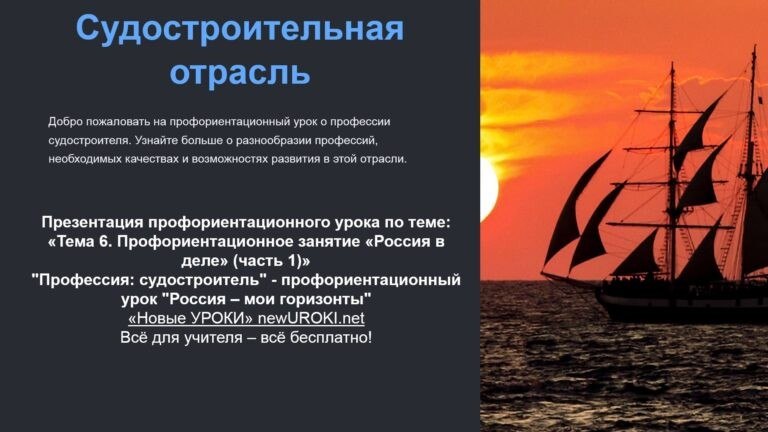 Судостроительная
отрасль
Добро пожаловать на профориентационный урок о профессии
судостроителя. Узнайте больше о разнообразии профессий,
необходимых качествах и возможностях развития в этой отрасли.
Презентация профориентационного урока по теме:
«Тема 6. Профориентационное занятие «Россия в
деле» (часть 1)»
"Профессия: судостроитель" - профориентационный
урок "Россия – мои горизонты"
«Новые УРОКИ» newUROKI.net
Всё для учителя – всё бесплатно!